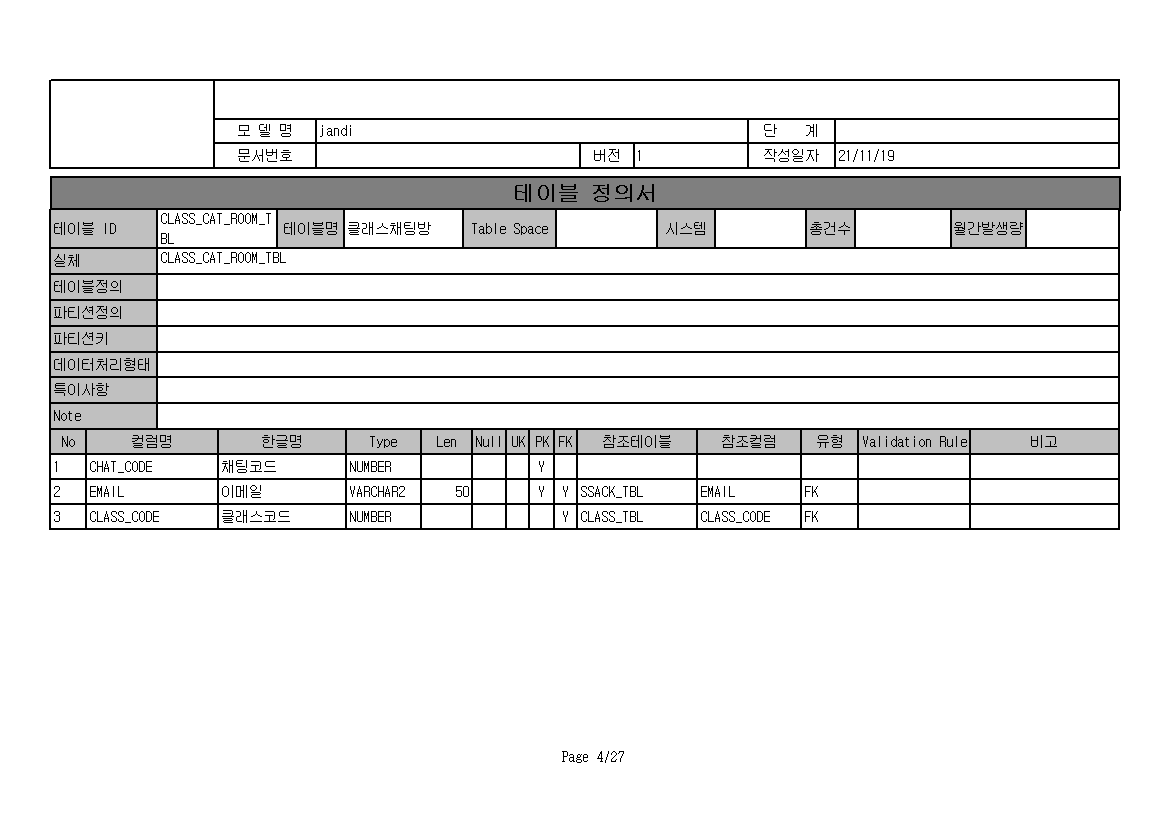 모 델 명 jandi 단 계
문서번호 버전 1 작성일자 21/11/19
테이블 정의서
테이블 ID CLASS_CAT_ROOM_T
BL 테이블명 클래스채팅방 Table Space 시스템 총건수 월간발생량
실체 CLASS_CAT_ROOM_TBL
테이블정의
파티션정의
파티션키
데이터처리형태
특이사항
Note
No 컬럼명 한글명 Type Len Null UK PK FK 참조테이블 참조컬럼 유형 Validation Rule 비고
1 CHAT_CODE 채팅코드 NUMBER Y
2 EMAIL 이메일 VARCHAR2 50 Y Y SSACK_TBL EMAIL FK
3 CLASS_CODE 클래스코드 NUMBER Y CLASS_TBL CLASS_CODE FK
Page 4/27